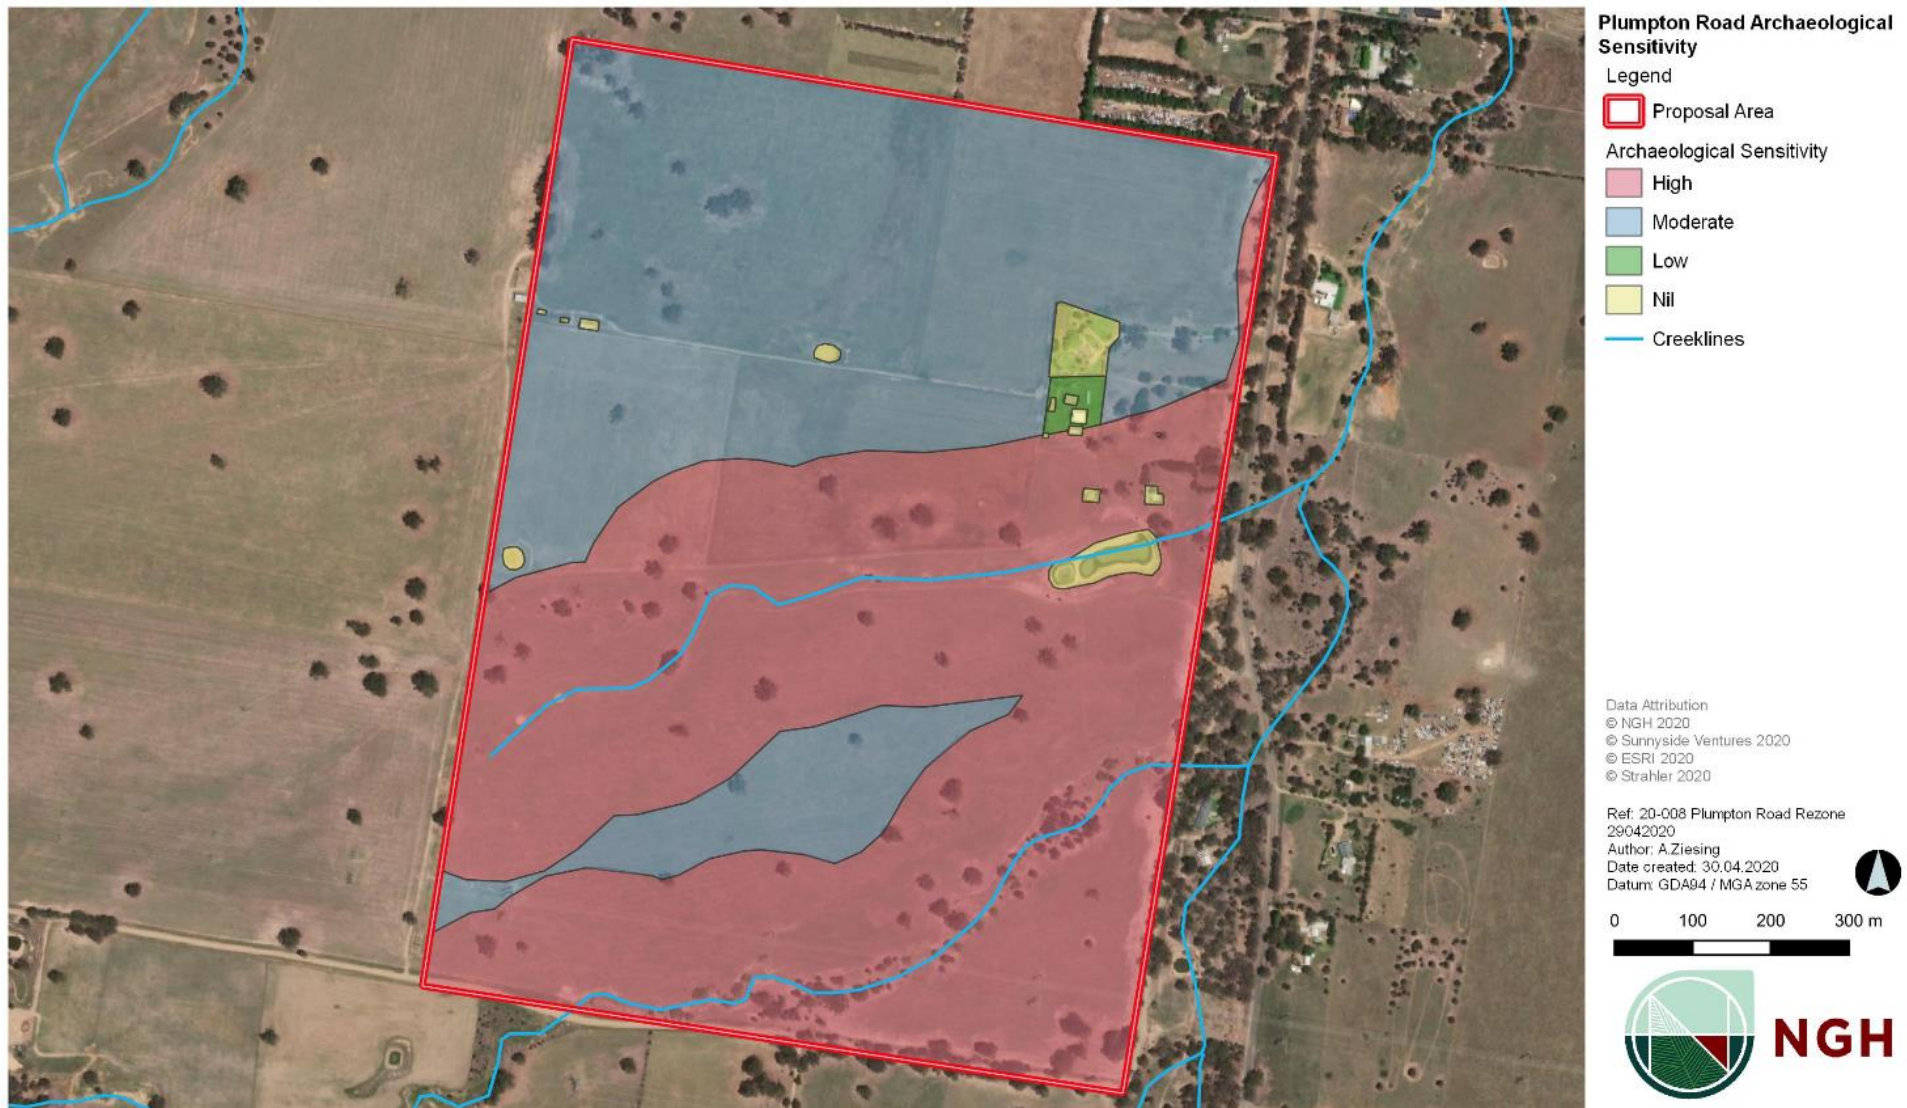 Plumpton Road Archaeological
Sensitivity
Legend
Proposal Area
Archaeological Sensitivity
High
Moderate
Low
Nil
Creeklines
Data Attribution
© NGH 2020
© Sunnyside Ventures 2020
© ESRI 2020
© Strahler 2020
Ref: 20-008 Plumpton Road Rezone
29042020
Author: A.Ziesing
Date created: 30.04.2020
Datum: GDA94 / MGA zone 55
0 100 200 300 m
NGH